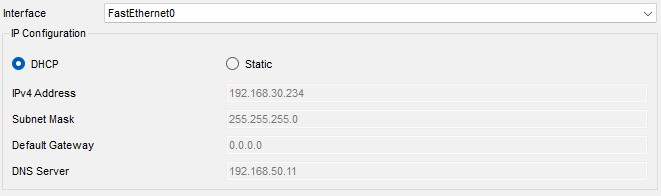 Interface FastEthernet0
IP Configuration
DHCP Static
IPv4 Address 192.168.30.234
Subnet Mask 255.255.255.0
Default Gateway 0.0.0.0
DNS Server 192.168.50.11